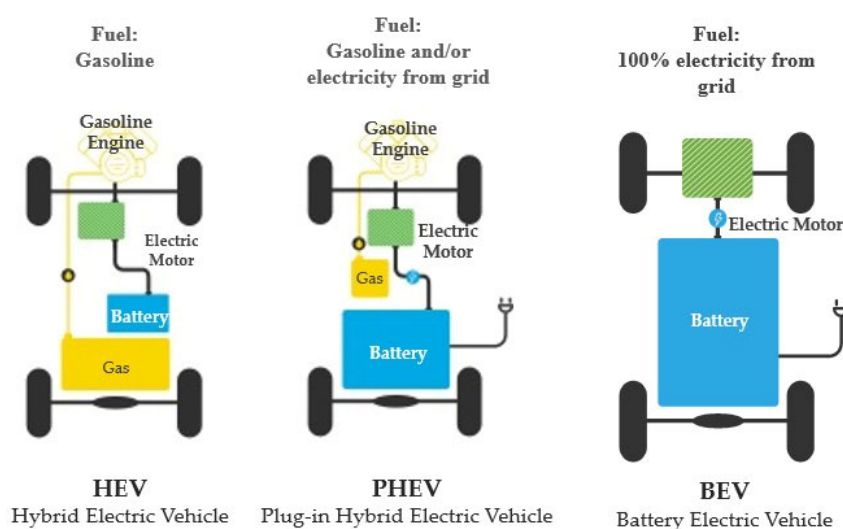 Fuel:
Gasoline
Gasoline
Engine
Electric
Motor
Battery
Gas
HEV
Hybrid Electric Vehicle
Fuel:
Gasoline and/or
electricity from grid
Gasoline
Engine
Electric
Motor
Gas
Battery
PHEV
Plug-in Hybrid Electric Vehicle
Fuel:
100% electricity from
grid
Electric Motor
Battery
BEV
Battery Electric Vehicle